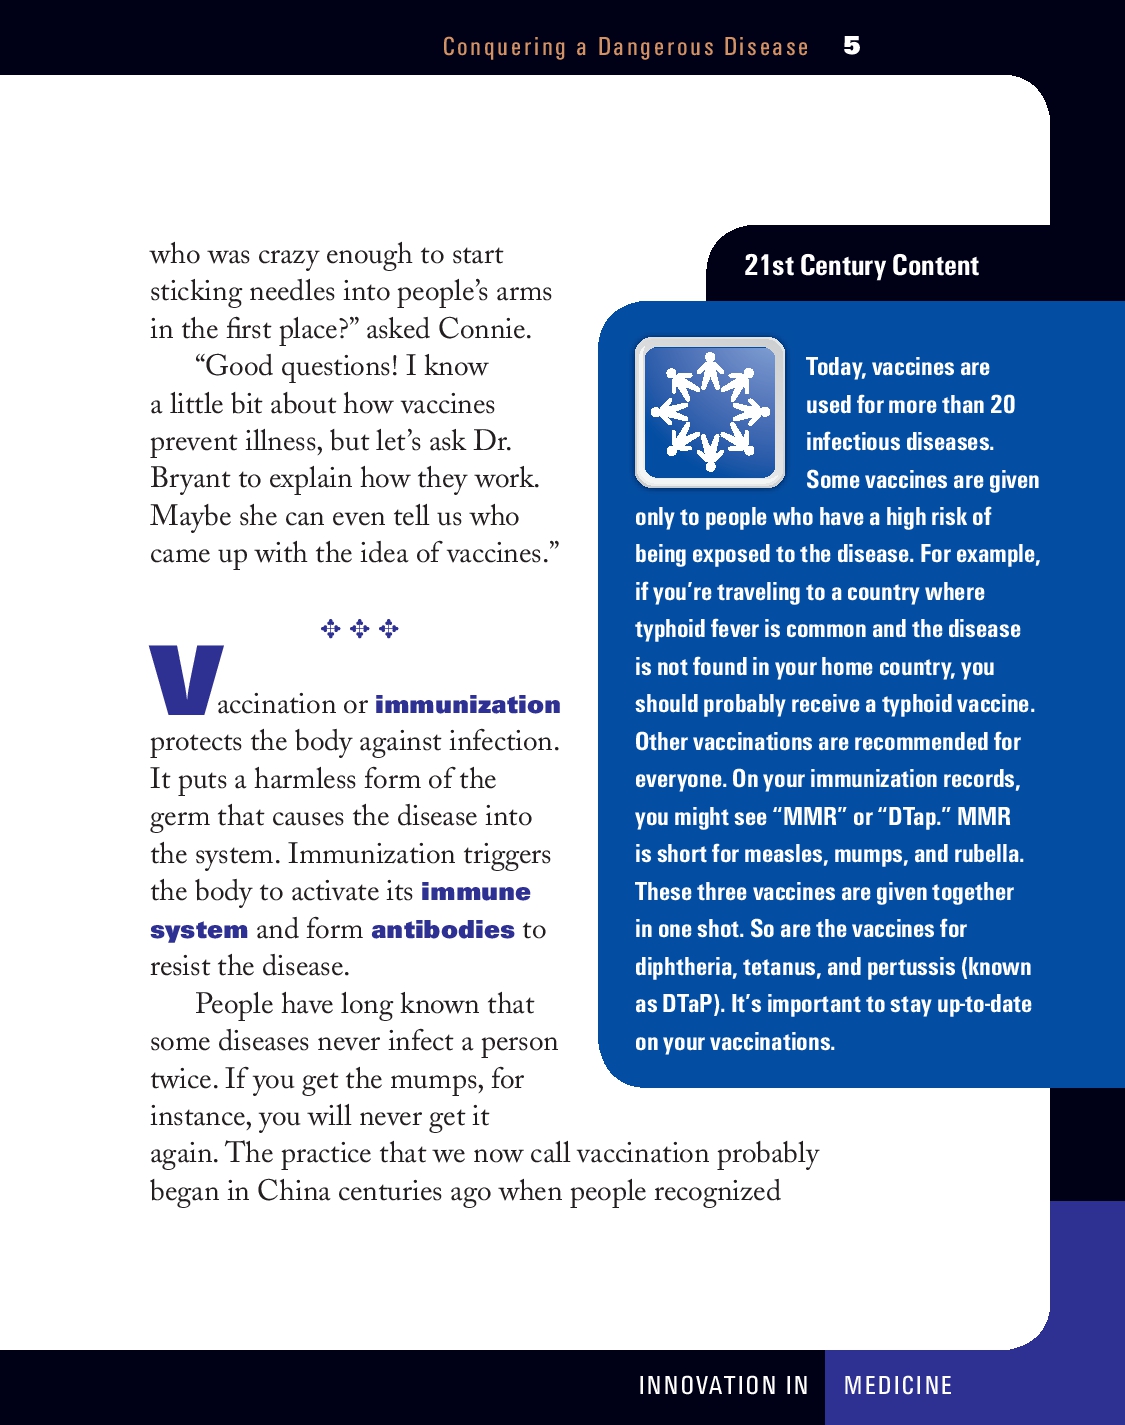 Conquering a Dangerous Disease 5
who was crazy enough to start
sticking needles into people’s arms
in the first place?” asked Connie.
“Good questions! I know
a little bit about how vaccines
prevent illness, but let’s ask Dr.
Bryant to explain how they work.
Maybe she can even tell us who
came up with the idea of vaccines.”
Vaccination or immunization
protects the body against infection.
It puts a harmless form of the
germ that causes the disease into
the system. Immunization triggers
the body to activate its immune
system and form antibodies to
resist the disease.
People have long known that
some diseases never infect a person
twice. If you get the mumps, for
instance, you will never get it
again. The practice that we now call vaccination probably
began in China centuries ago when people recognized
21st Century Content
Today, vaccines are
used for more than 20
infectious diseases.
Some vaccines are given
only to people who have a high risk of
being exposed to the disease. For example,
if you’re traveling to a country where
typhoid fever is common and the disease
is not found in your home country, you
should probably receive a typhoid vaccine.
Other vaccinations are recommended for
everyone. On your immunization records,
you might see “MMR” or “DTap.” MMR
is short for measles, mumps, and rubella.
These three vaccines are given together
in one shot. So are the vaccines for
diphtheria, tetanus, and pertussis (known
as DTaP). It’s important to stay up-to-date
on your vaccinations.
INNOVATION IN MEDICINE